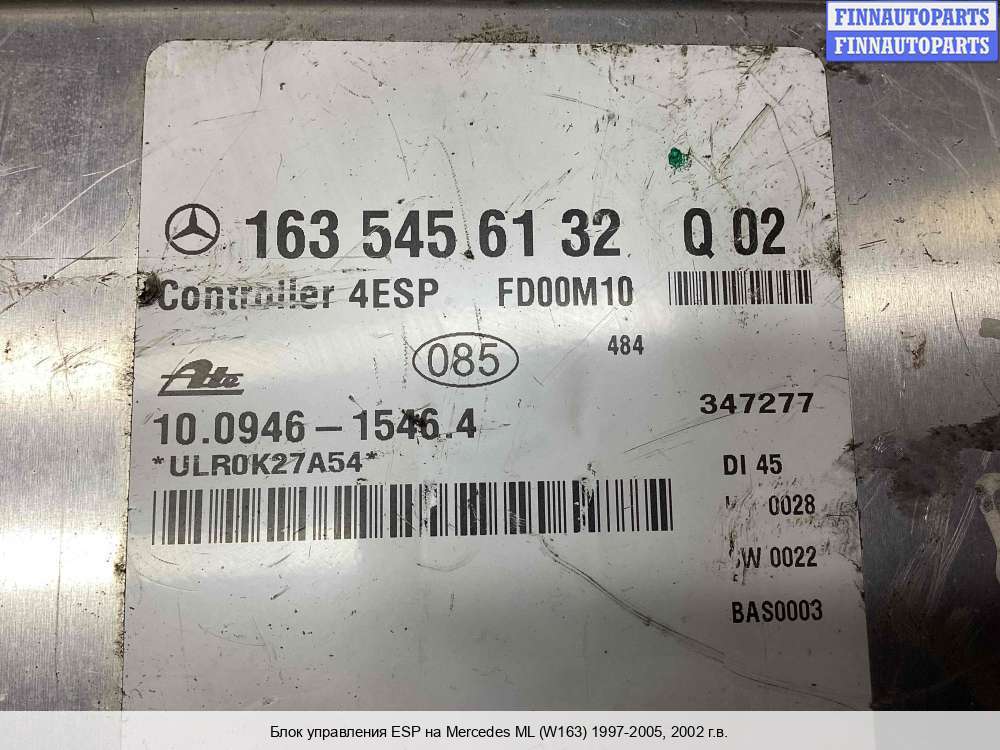 FINNAUTOPARTS
FINNAUTOPARTS
163 545 61 32 Q 02
Controller 4ESP FD00M10
Ate 085 484
10.0946-1546.4 347277
*ULR0K27A54*
DI 45
0028
W 0022
BAS0003
Блок управления ESP на Mercedes ML (W163) 1997-2005, 2002 г.в.